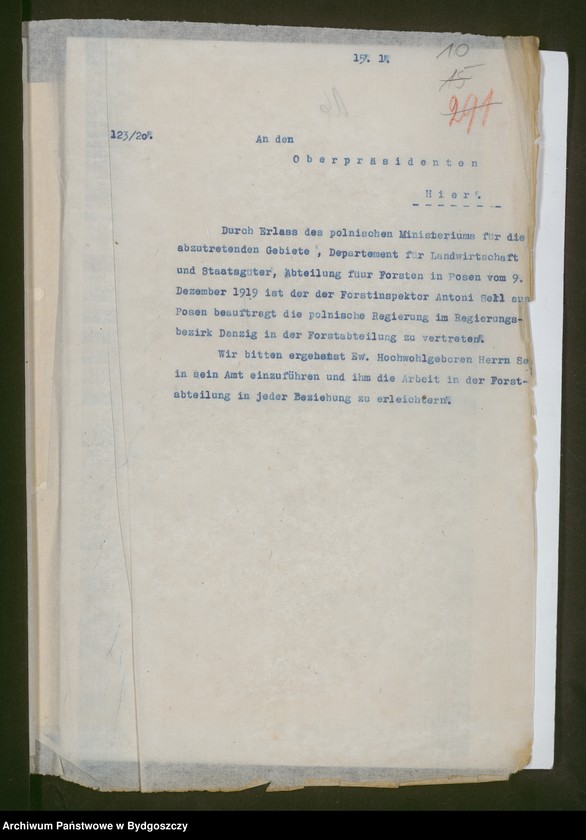 15. 1.
10
15
291
123/20.
An den
Oberpräsidenten
Hier.
Durch Erlass des polnischen Ministeriums für die
abzutretenden Gebiete, Departement für Landwirtschaft
und Staatsgüter, Abteilung fuur Forsten in Posen vom 9.
Dezember 1919 ist der der Forstinspektor Antoni Sell aus
Posen beauftragt die polnische Regierung im Regierungs-
bezirk Danzig in der Forstabteilung zu vertreten.
Wir bitten ergebenst Ew. Hochwohlgeboren Herrn Se
in sein Amt einzuführen und ihm die Arbeit in der Forst-
abteilung in jeder Beziehung zu erleichtern.
Archiwum Państwowe w Bydgoszczy